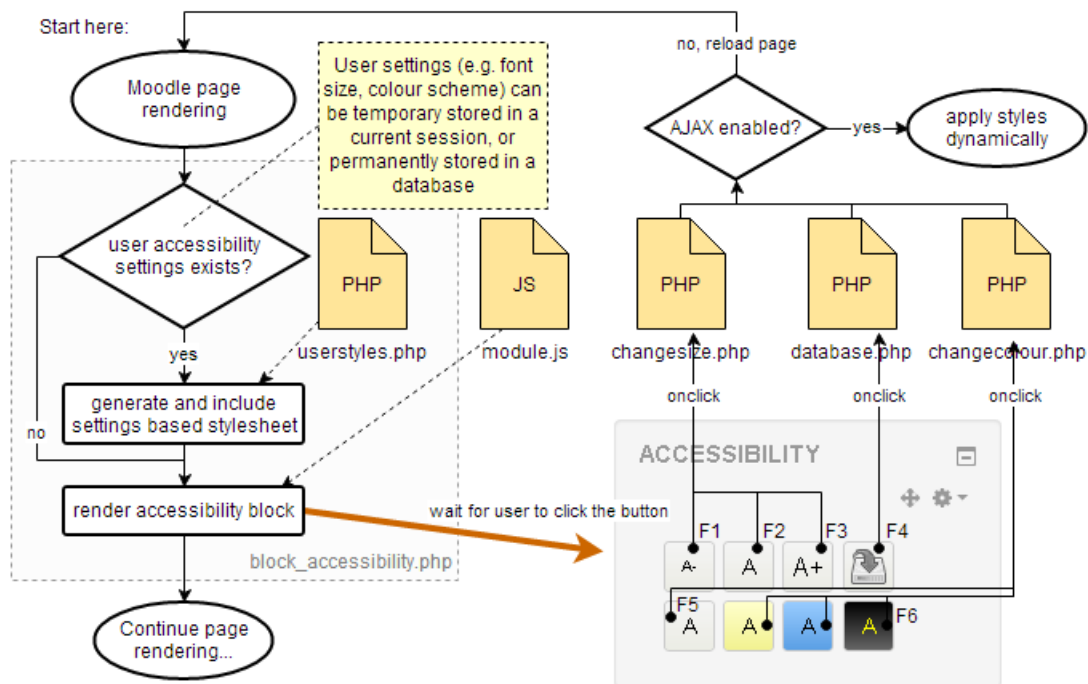 Start here:
Moodle page
rendering
User settings (e.g. font
size, colour scheme) can
be temporary stored in a
current session, or
permanently stored in a
database
no, reload page
AJAX enabled?
yes
apply styles
dynamically
user accessibility
settings exists?
PHP
userstyles.php
JS
module.js
PHP
changesize.php
PHP
database.php
PHP
changecolour.php
yes
no
generate and include
settings based stylesheet
onclick
onclick
onclick
render accessibility block
wait for user to click the button
block_accessibility.php
Continue page
rendering...
ACCESSIBILITY
F1
F2
F3
F4
A-
A
A+
F5
F6
A
A
A
A